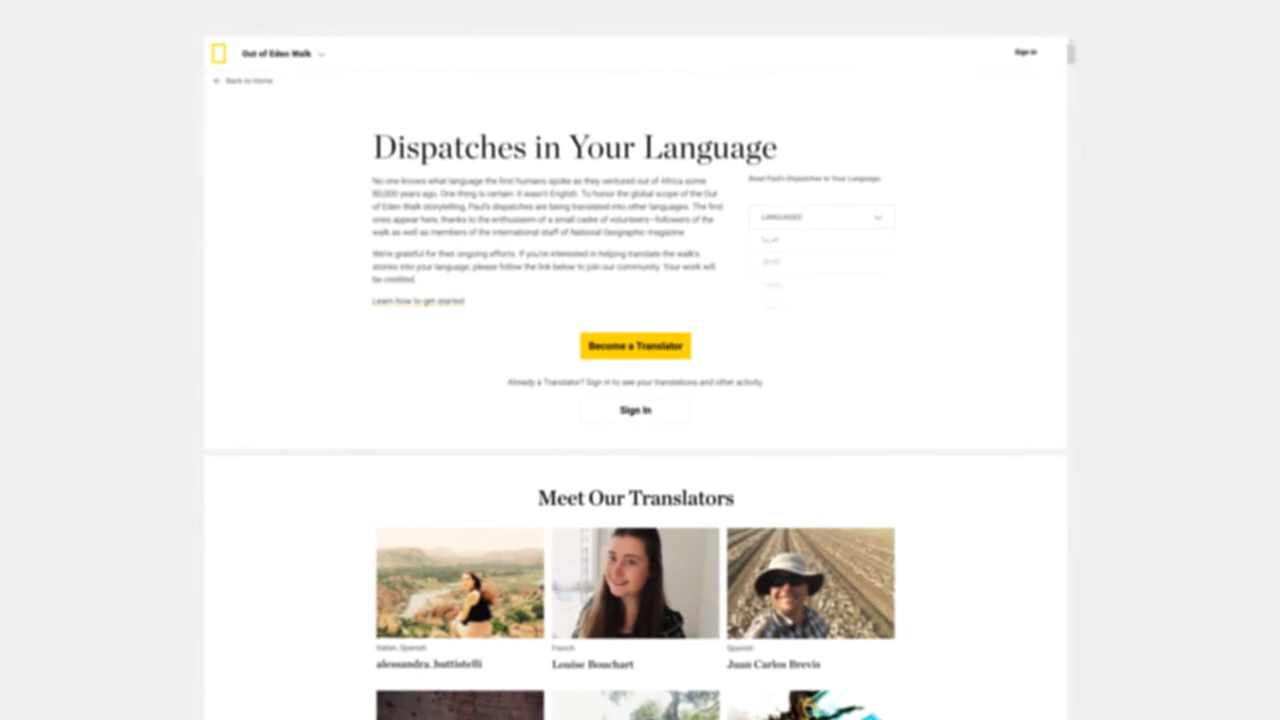 Out of Eden Walk
Sign in
Back to Home
Dispatches in Your Language
No one knows what language the first humans spoke as they ventured out of Africa some
80,000 years ago. One thing is certain: it wasn't English. To honor the global scope of the Out
of Eden Walk storytelling, Paul's dispatches are being translated into other languages. The first
ones appear here, thanks to the enthusiasm of a small cadre of volunteers—followers of the
walk as well as members of the international staff of National Geographic magazine.
We're grateful for their ongoing efforts. If you're interested in helping translate the walk's
stories into your language, please follow the link below to join our community. Your work will
be credited.
Learn how to get started
Read Paul's Dispatches in Your Language:
LANGUAGES
العربية
Become a Translator
Already a Translator? Sign in to see your translations and other activity.
Sign In
Meet Our Translators
Italian, Spanish
alessandra_buttistelli
French
Louise Bouchart
Spanish
Juan Carlos Brevis